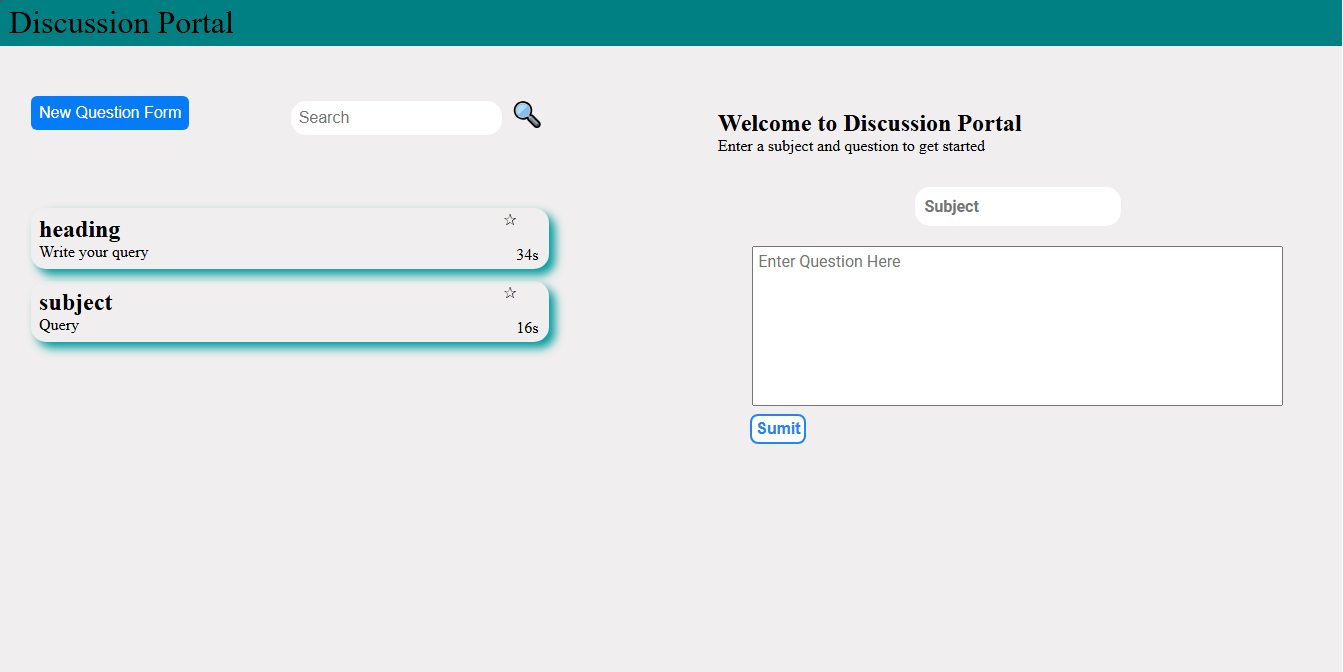 Discussion Portal
New Question Form
Search
heading
☆
Write your query
34s
subject
☆
Query
16s
Welcome to Discussion Portal
Enter a subject and question to get started
Subject
Enter Question Here
Sumit